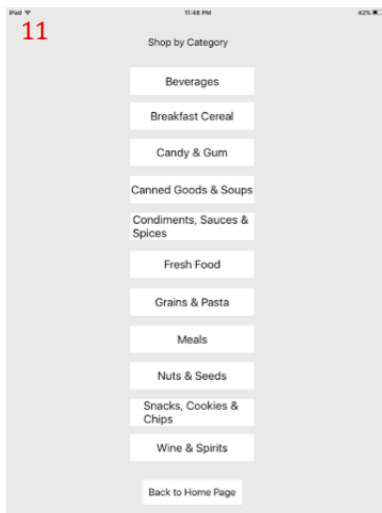 iPad 11:48 PM 42%
11
Shop by Category
Beverages
Breakfast Cereal
Candy & Gum
Canned Goods & Soups
Condiments, Sauces &
Spices
Fresh Food
Grains & Pasta
Meals
Nuts & Seeds
Snacks, Cookies &
Chips
Wine & Spirits
Back to Home Page